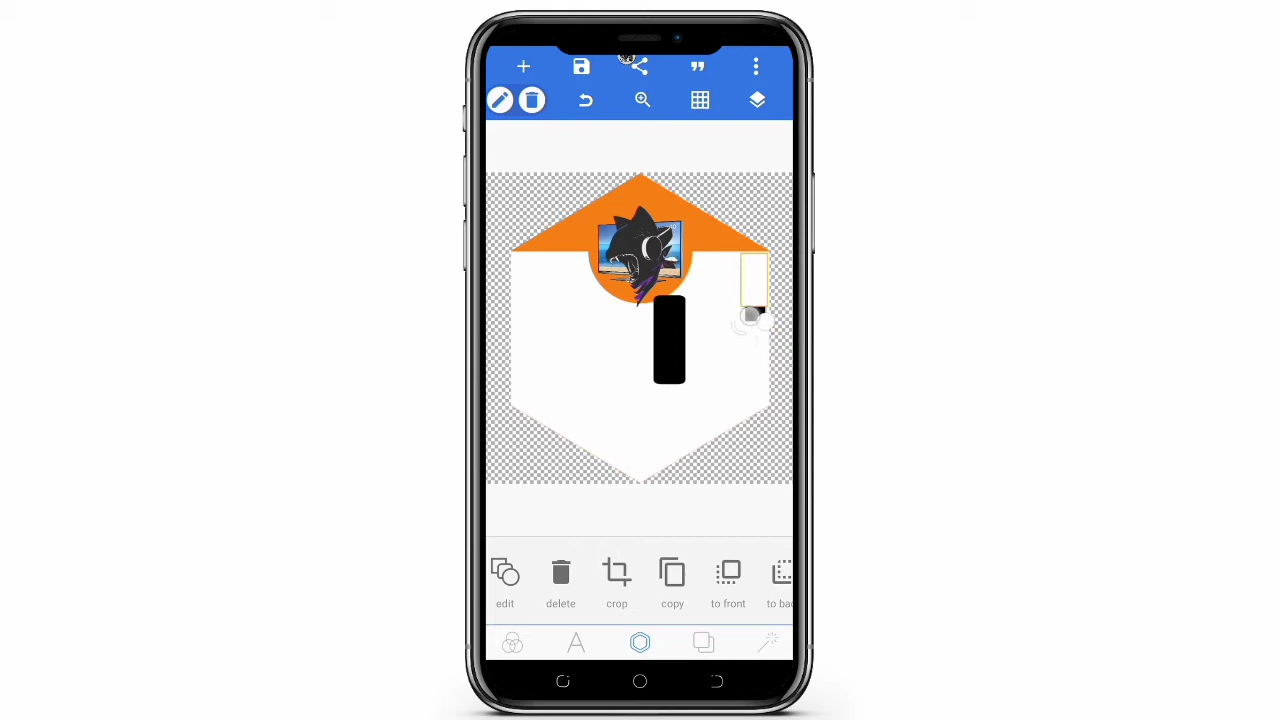 edit
delete
crop
copy
to front
to bac